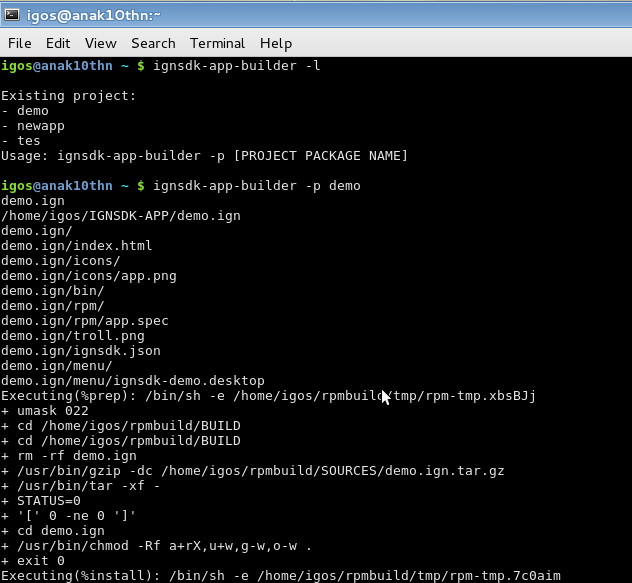 igos@anak10thn:~
File Edit View Search Terminal Help
igos@anak10thn ~ $ ignsdk-app-builder -l
Existing project:
- demo
- newapp
- tes
Usage: ignsdk-app-builder -p [PROJECT PACKAGE NAME]
igos@anak10thn ~ $ ignsdk-app-builder -p demo
demo.ign
/home/igos/IGNSDK-APP/demo.ign
demo.ign/
demo.ign/index.html
demo.ign/icons/
demo.ign/icons/app.png
demo.ign/bin/
demo.ign/rpm/
demo.ign/rpm/app.spec
demo.ign/troll.png
demo.ign/ignsdk.json
demo.ign/menu/
demo.ign/menu/ignsdk-demo.desktop
Executing(%prep): /bin/sh -e /home/igos/rpmbuild/tmp/rpm-tmp.xbsBJj
+ umask 022
+ cd /home/igos/rpmbuild/BUILD
+ cd /home/igos/rpmbuild/BUILD
+ rm -rf demo.ign
+ /usr/bin/gzip -dc /home/igos/rpmbuild/SOURCES/demo.ign.tar.gz
+ /usr/bin/tar -xf -
+ STATUS=0
+ '[' 0 -ne 0 ']'
+ cd demo.ign
+ /usr/bin/chmod -Rf a+rX,u+w,g-w,o-w .
+ exit 0
Executing(%install): /bin/sh -e /home/igos/rpmbuild/tmp/rpm-tmp.7c0aim